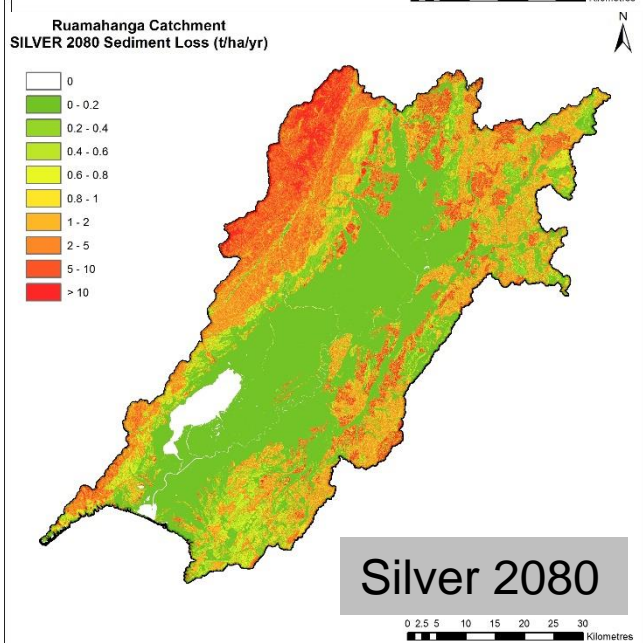 Kilometres
Ruamahanga Catchment
SILVER 2080 Sediment Loss (t/ha/yr)
N
0
0 - 0.2
0.2 - 0.4
0.4 - 0.6
0.6 - 0.8
0.8 - 1
1 - 2
2 - 5
5 - 10
> 10
Silver 2080
0 2.5 5 10 15 20 25 30
Kilometres